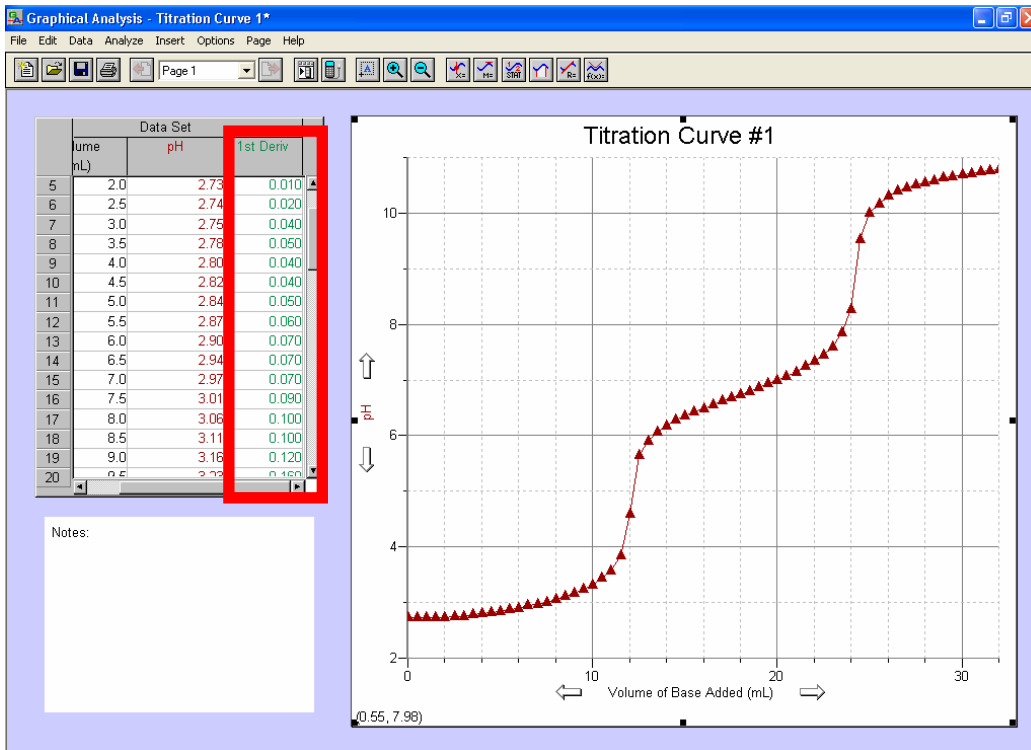 Graphical Analysis - Titration Curve 1*
File Edit Data Analyze Insert Options Page Help
Page 1
X= M= STAT R= f(x)=
Data Set
lume pH 1st Deriv
mL)
5 2.0 2.73 0.010
6 2.5 2.74 0.020
7 3.0 2.75 0.040
8 3.5 2.78 0.050
9 4.0 2.80 0.040
10 4.5 2.82 0.040
11 5.0 2.84 0.050
12 5.5 2.87 0.060
13 6.0 2.90 0.070
14 6.5 2.94 0.070
15 7.0 2.97 0.070
16 7.5 3.01 0.090
17 8.0 3.06 0.100
18 8.5 3.11 0.100
19 9.0 3.16 0.120
20 9.5 3.23 0.160
Notes:
Titration Curve #1
10
8
6
4
2
pH
0 10 20 30
Volume of Base Added (mL)
(0.55, 7.98)